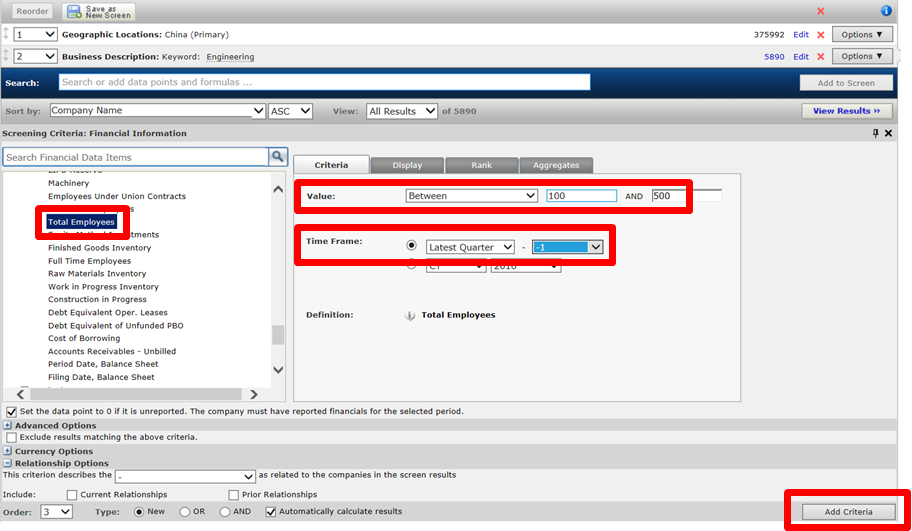 Reorder Save as
New Screen
1 Geographic Locations: China (Primary) 375992 Edit Options ▼
2 Business Description: Keyword: Engineering 5890 Edit Options ▼
Search: Search or add data points and formulas ... Add to Screen
Sort by: Company Name ASC View: All Results of 5890 View Results ››
Screening Criteria: Financial Information
Search Financial Data Items
Criteria Display Rank Aggregates
Machinery
Employees Under Union Contracts
Total Employees
Finished Goods Inventory
Full Time Employees
Raw Materials Inventory
Work in Progress Inventory
Construction in Progress
Debt Equivalent Oper. Leases
Debt Equivalent of Unfunded PBO
Cost of Borrowing
Accounts Receivables - Unbilled
Period Date, Balance Sheet
Filing Date, Balance Sheet
Value: Between 100 AND 500
Time Frame: Latest Quarter - -1
CY 2016
Definition: Total Employees
Set the data point to 0 if it is unreported. The company must have reported financials for the selected period.
Advanced Options
Exclude results matching the above criteria.
Currency Options
Relationship Options
This criterion describes the - as related to the companies in the screen results
Include: Current Relationships Prior Relationships
Order: 3 Type: New OR AND Automatically calculate results Add Criteria